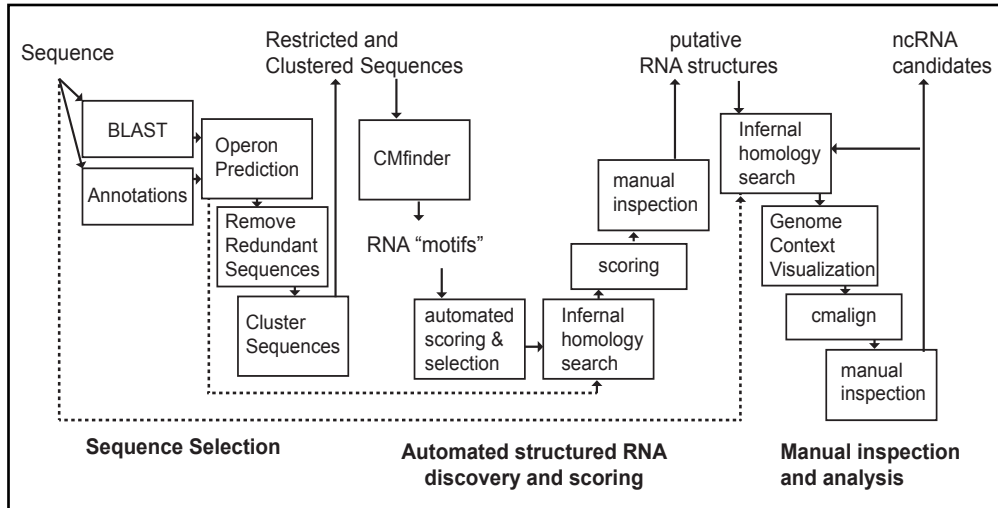 Sequence
BLAST
Annotations
Operon
Prediction
Remove
Redundant
Sequences
Cluster
Sequences
Restricted and
Clustered Sequences
CMfinder
RNA “motifs”
automated
scoring &
selection
Infernal
homology
search
scoring
manual
inspection
putative
RNA structures
Infernal
homology
search
Genome
Context
Visualization
cmalign
manual
inspection
ncRNA
candidates
Sequence Selection
Automated structured RNA
discovery and scoring
Manual inspection
and analysis